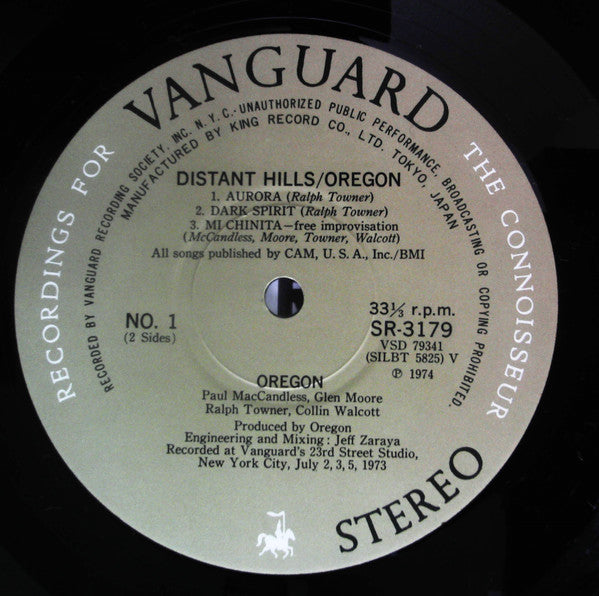 RECORDINGS FOR
VANGUARD
THE CONNOISSEUR
RECORDED BY VANGUARD RECORDING SOCIETY, INC. N.Y.C.-UNAUTHORIZED PUBLIC PERFORMANCE, BROADCASTING OR COPYING PROHIBITED.
MANUFACTURED BY KING RECORD CO., LTD. TOKYO, JAPAN
DISTANT HILLS/OREGON
1. AURORA (Ralph Towner)
2. DARK SPIRIT (Ralph Towner)
3. MI CHINITA—free improvisation
(McCandless, Moore, Towner, Walcott)
All songs published by CAM, U. S. A., Inc./BMI
NO. 1
(2 Sides)
33⅓ r.p.m.
SR-3179
VSD 79341
(SILBT 5825) V
℗ 1974
OREGON
Paul MacCandless, Glen Moore
Ralph Towner, Collin Walcott
Produced by Oregon
Engineering and Mixing : Jeff Zaraya
Recorded at Vanguard's 23rd Street Studio,
New York City, July 2, 3, 5, 1973
STEREO